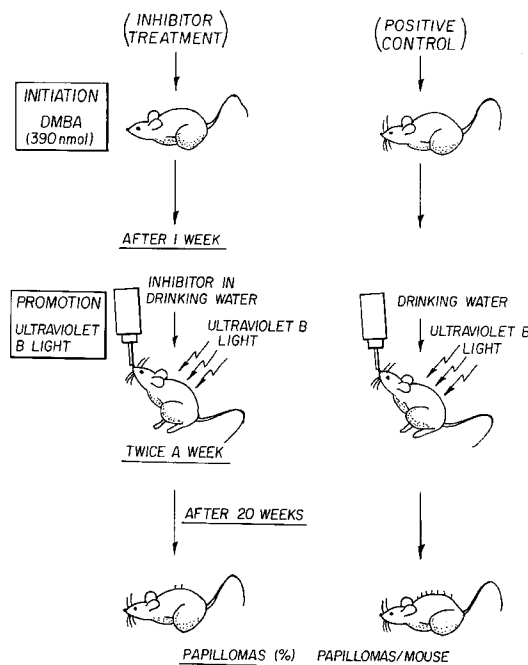 (INHIBITOR
TREATMENT)
(POSITIVE
CONTROL)
INITIATION
DMBA
(390 nmol)
AFTER 1 WEEK
PROMOTION
ULTRAVIOLET
B LIGHT
INHIBITOR IN
DRINKING WATER
ULTRAVIOLET B
LIGHT
DRINKING WATER
ULTRAVIOLET B
LIGHT
TWICE A WEEK
AFTER 20 WEEKS
PAPILLOMAS (%) PAPILLOMAS/MOUSE